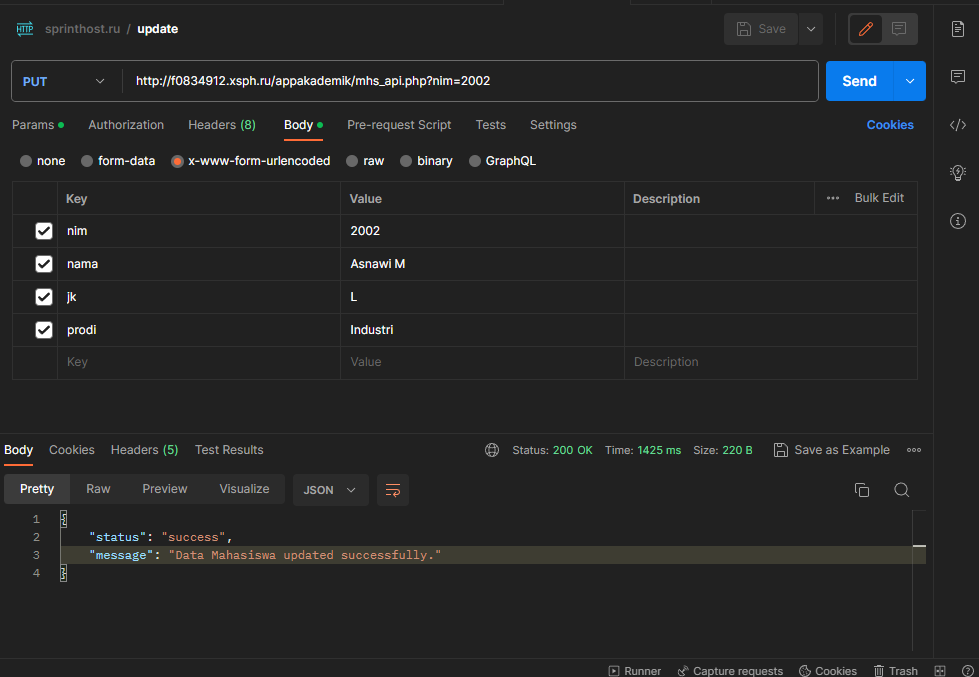 HTTP sprinthost.ru / update Save
PUT http://f0834912.xsph.ru/appakademik/mhs_api.php?nim=2002 Send
Params Authorization Headers (8) Body Pre-request Script Tests Settings Cookies
none form-data x-www-form-urlencoded raw binary GraphQL
Key Value Description ••• Bulk Edit
nim 2002
nama Asnawi M
jk L
prodi Industri
Key Value Description
Body Cookies Headers (5) Test Results Status: 200 OK Time: 1425 ms Size: 220 B Save as Example •••
Pretty Raw Preview Visualize JSON
1 {
2 "status": "success",
3 "message": "Data Mahasiswa updated successfully."
4 }
Runner Capture requests Cookies Trash